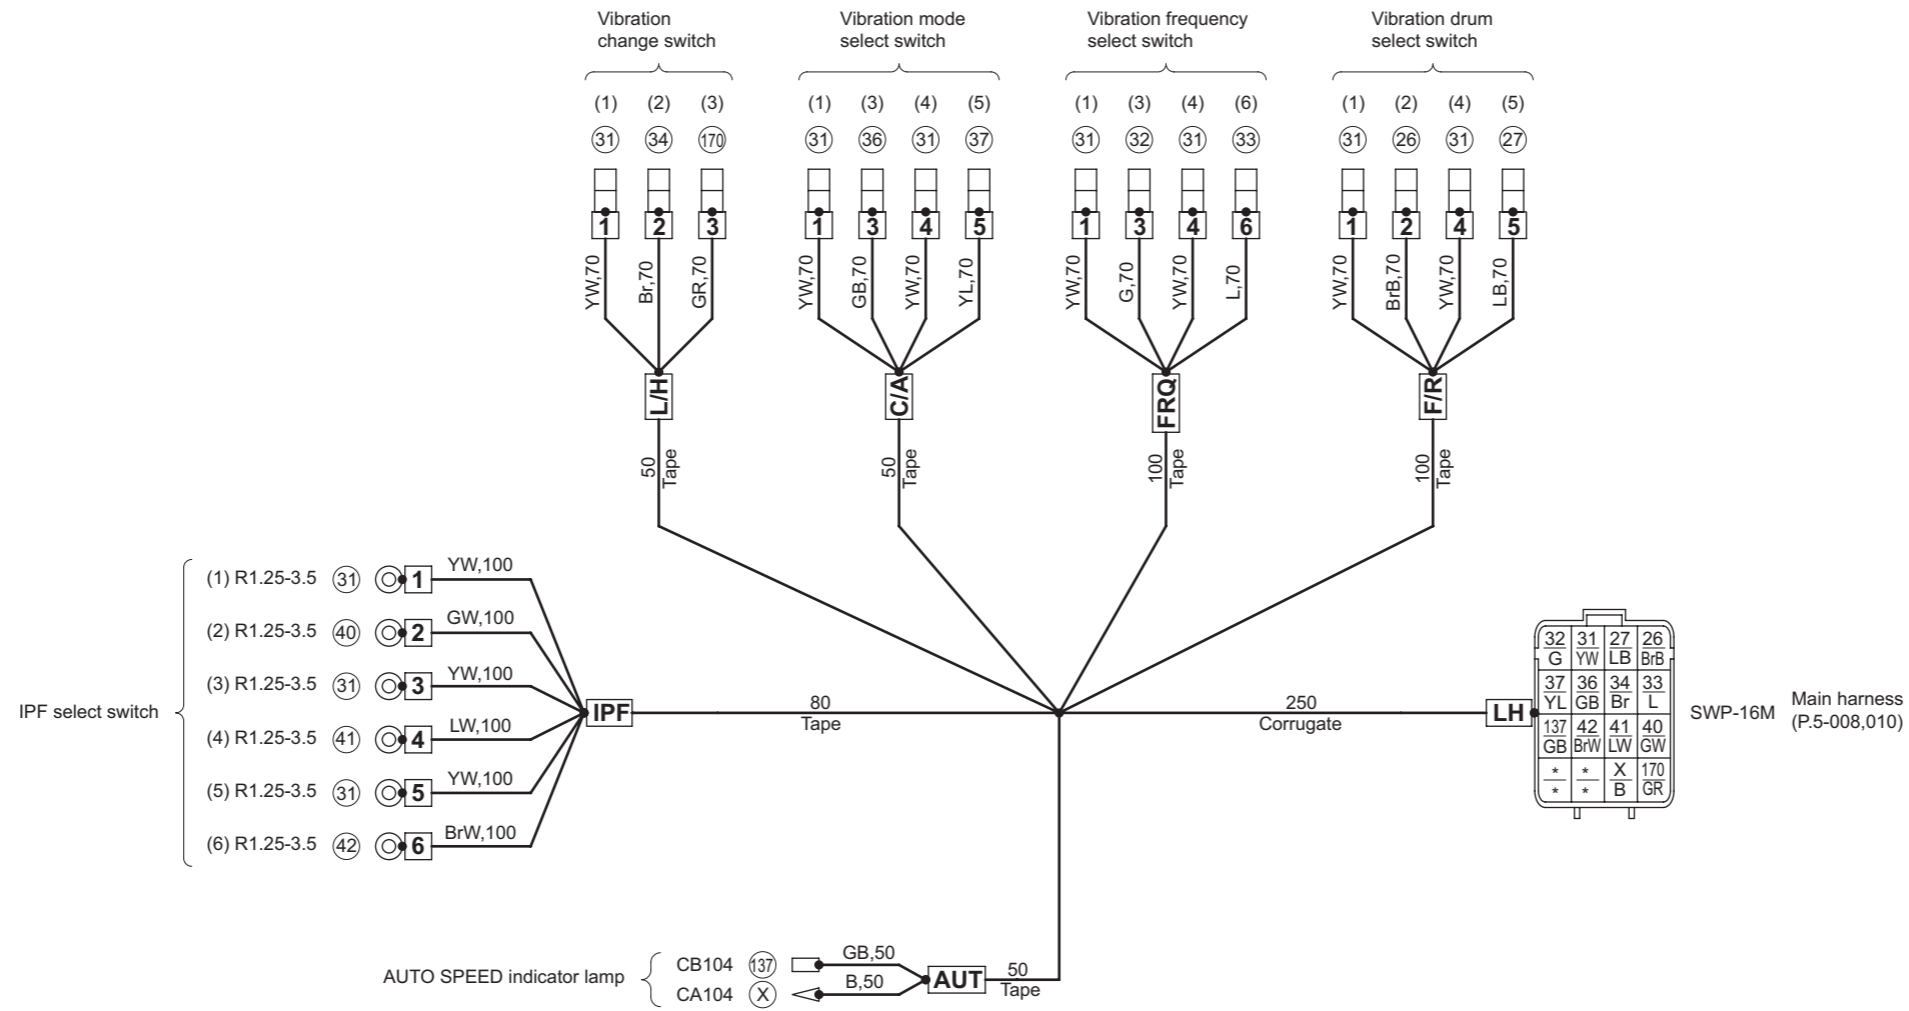 Vibration
change switch
Vibration mode
select switch
Vibration frequency
select switch
Vibration drum
select switch
(1) (2) (3) (1) (3) (4) (5) (1) (3) (4) (6) (1) (2) (4) (5)
31 34 170 31 36 31 37 31 32 31 33 31 26 31 27
1 2 3 1 3 4 5 1 3 4 6 1 2 4 5
YW,70 Br,70 GR,70 YW,70 GB,70 YW,70 YL,70 YW,70 G,70 YW,70 L,70 YW,70 BrB,70 YW,70 LB,70
L/H C/A FRQ F/R
50 Tape 50 Tape 100 Tape 100 Tape
IPF select switch
(1) R1.25-3.5 31 1 YW,100
(2) R1.25-3.5 40 2 GW,100
(3) R1.25-3.5 31 3 YW,100
(4) R1.25-3.5 41 4 LW,100
(5) R1.25-3.5 31 5 YW,100
(6) R1.25-3.5 42 6 BrW,100
IPF
80
Tape
250
Corrugate
LH
32 31 27 26
G YW LB BrB
37 36 34 33
YL GB Br L
137 42 41 40
GB BrW LW GW
* * X 170
* * B GR
SWP-16M
Main harness
(P.5-008,010)
AUTO SPEED indicator lamp
CB104 137 GB,50
CA104 X B,50
AUT
50
Tape